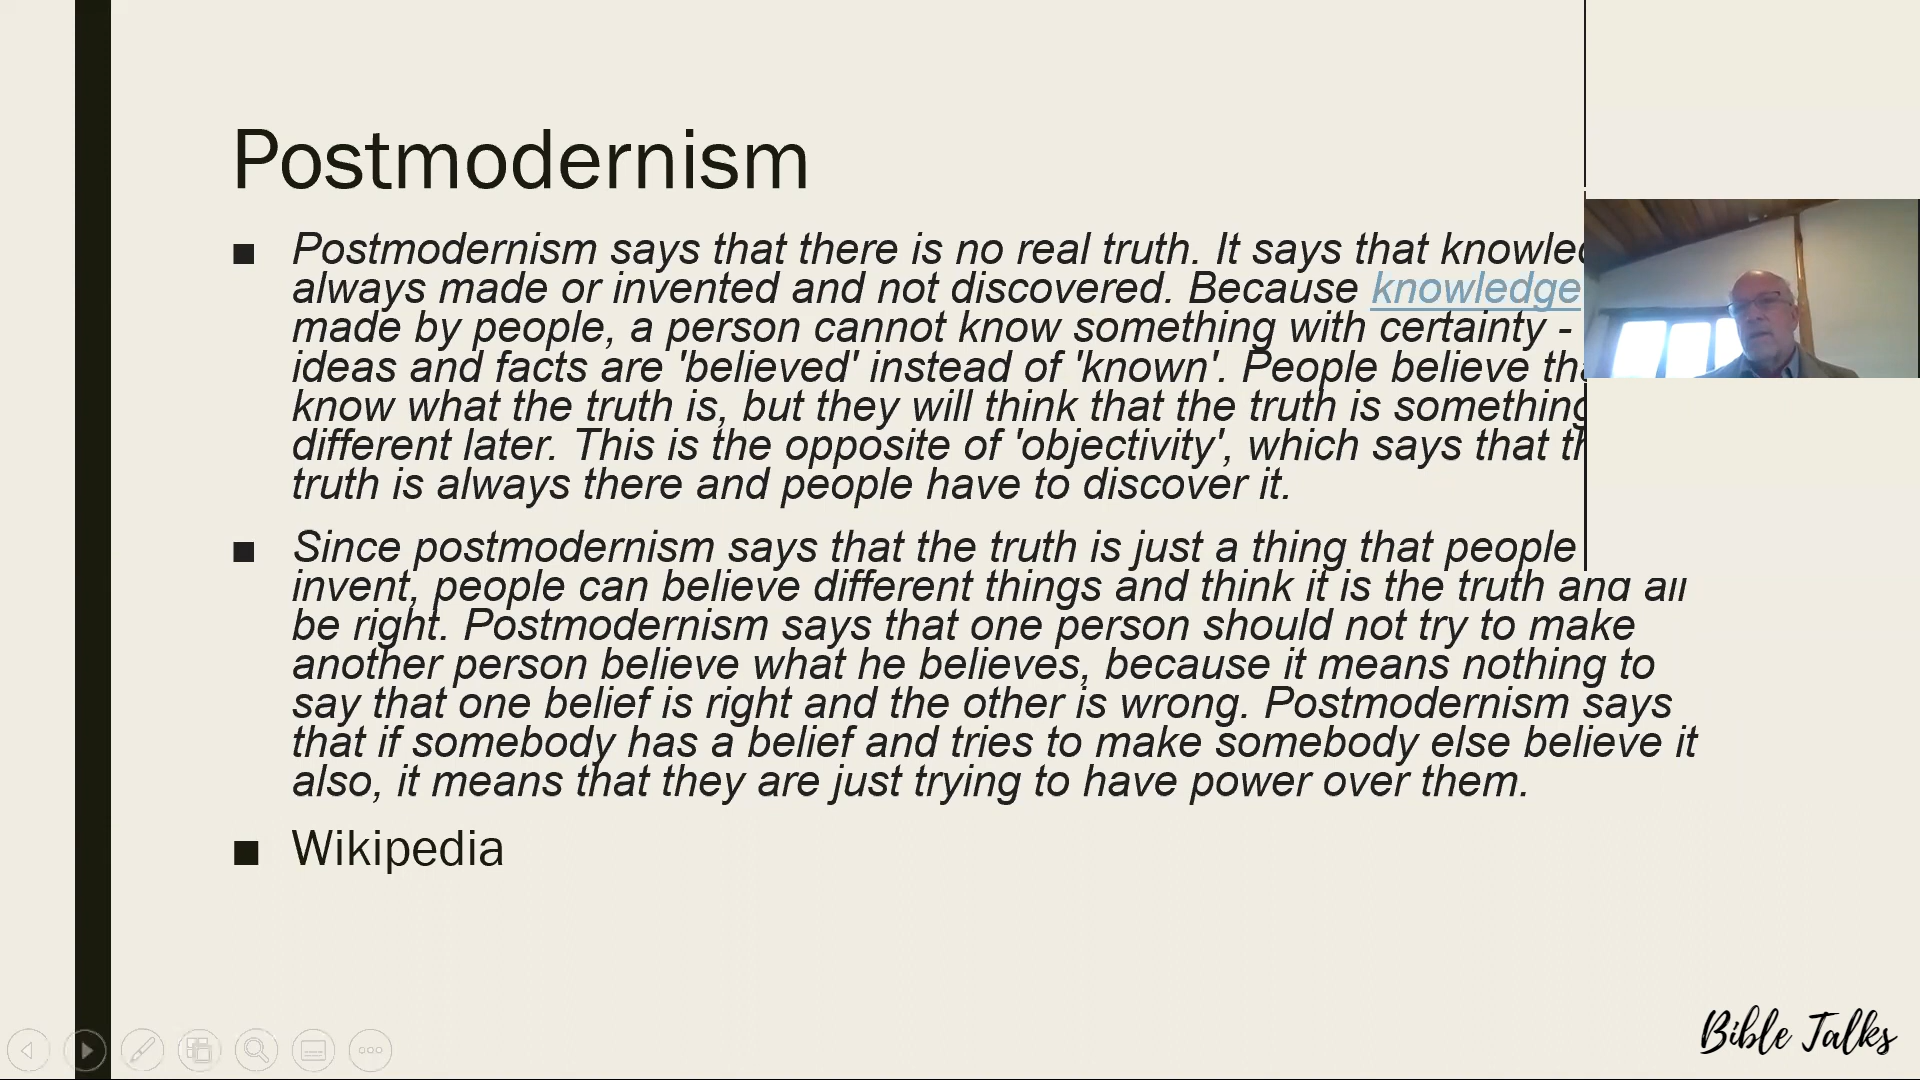 Postmodernism
■ Postmodernism says that there is no real truth. It says that
always made or invented and not discovered. Because knowledge
made by people, a person cannot know something with certainty -
ideas and facts are 'believed' instead of 'known'. People believe
know what the truth is, but they will think that the truth is something
different later. This is the opposite of 'objectivity', which says that
truth is always there and people have to discover it.
■ Since postmodernism says that the truth is just a thing that people
invent, people can believe different things and think it is the truth and all
be right. Postmodernism says that one person should not try to make
another person believe what he believes, because it means nothing to
say that one belief is right and the other is wrong. Postmodernism says
that if somebody has a belief and tries to make somebody else believe it
also, it means that they are just trying to have power over them.
■ Wikipedia
Bible Talks